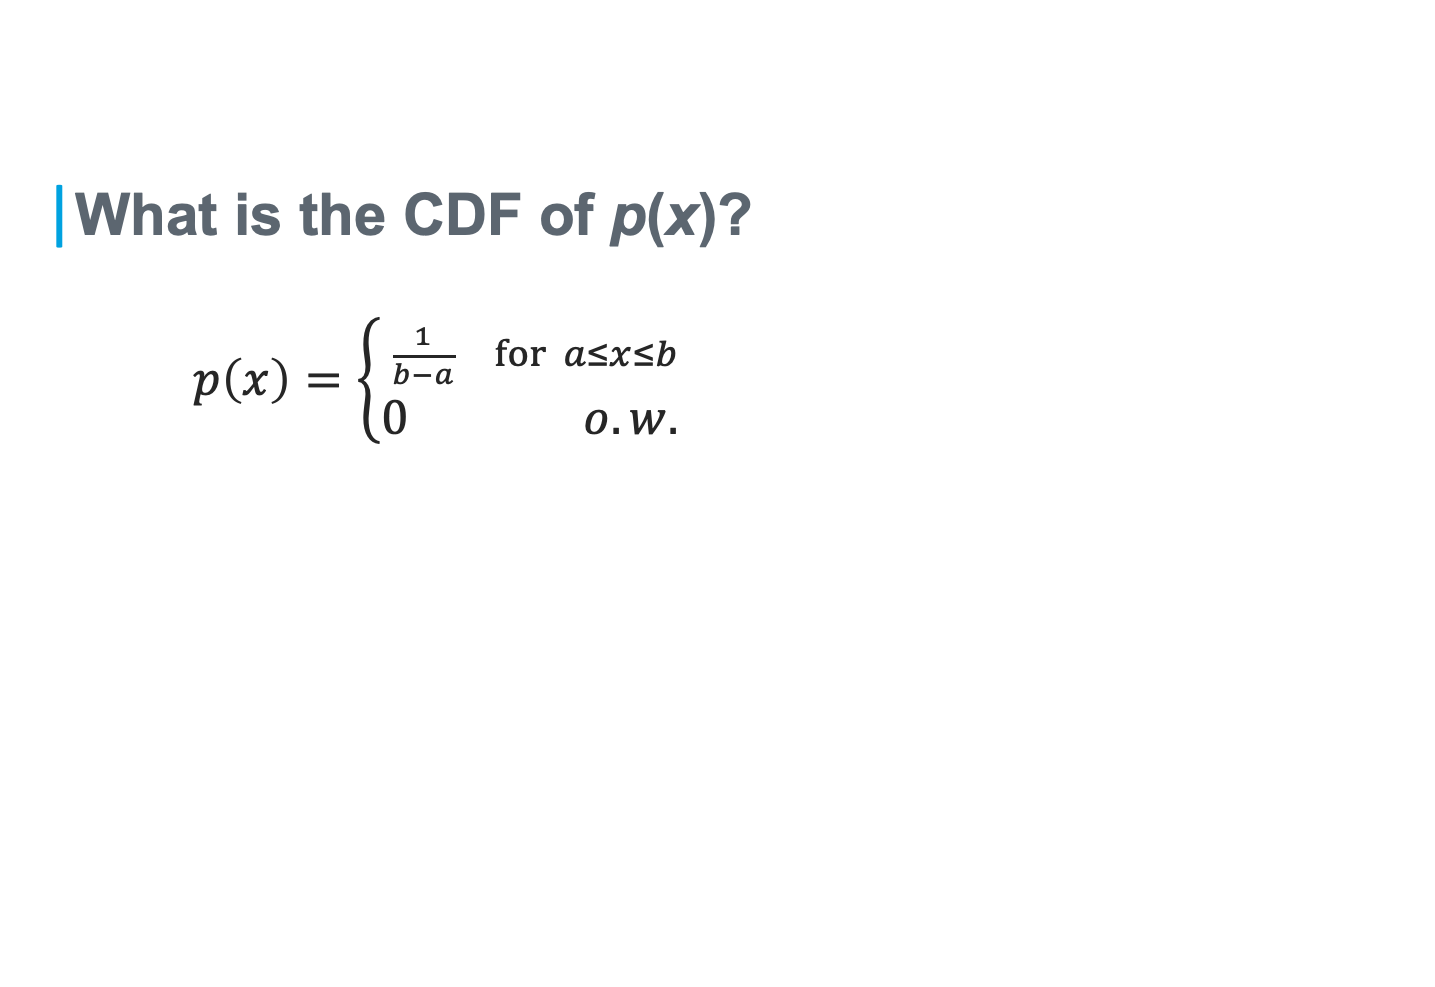 What is the CDF of p(x)?
p(x) = { 1/(b−a) for a≤x≤b
0 o.w.